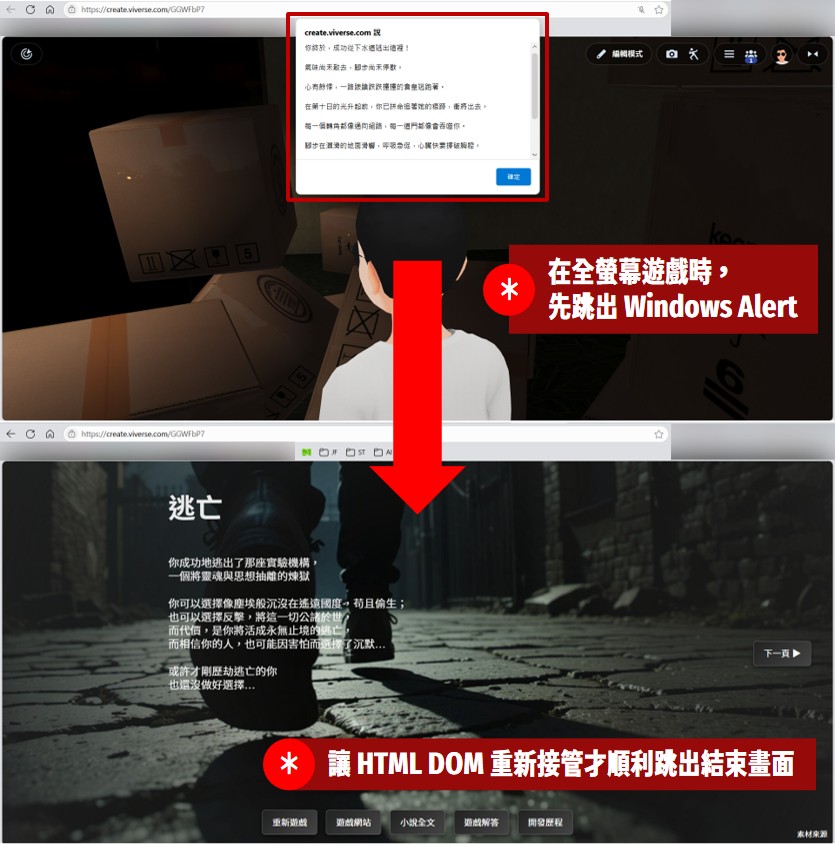 https://create.viverse.com/GGWFbP7
create.viverse.com 說
你終於，成功從下水道逃出這裡！
氣味尚未散去，腳步尚未停歇。
心有餘悸，一路跟蹌跌跌撞撞的負壘逃跑著。
在第十日的光升起前，你已拼命追著她的痕跡，衝將出去。
每一個轉角都像通向絕路，每一道門都像會吞噬你。
腳步在濕滑的地面滑響，呼吸急促，心臟快要撐破胸膛。
確定
編輯模式
1
5
5
在全螢幕遊戲時，
先跳出 Windows Alert
https://create.viverse.com/GGWFbP7
JF
ST
AI
逃亡
你成功地逃出了那座實驗機構，
一個將靈魂與思想抽離的煉獄
你可以選擇像塵埃般沉沒在遙遠國度，苟且偷生；
也可以選擇反擊，將這一切公諸於世，
而代價，是你將活成永無止境的逃亡，
而相信你的人，也可能因害怕而選擇了沉默...
或許才剛歷劫逃亡的你
也還沒做好選擇...
下一頁 ▶
讓 HTML DOM 重新接管才順利跳出結束畫面
重新遊戲
遊戲網站
小說全文
遊戲解答
開發歷程
素材來源